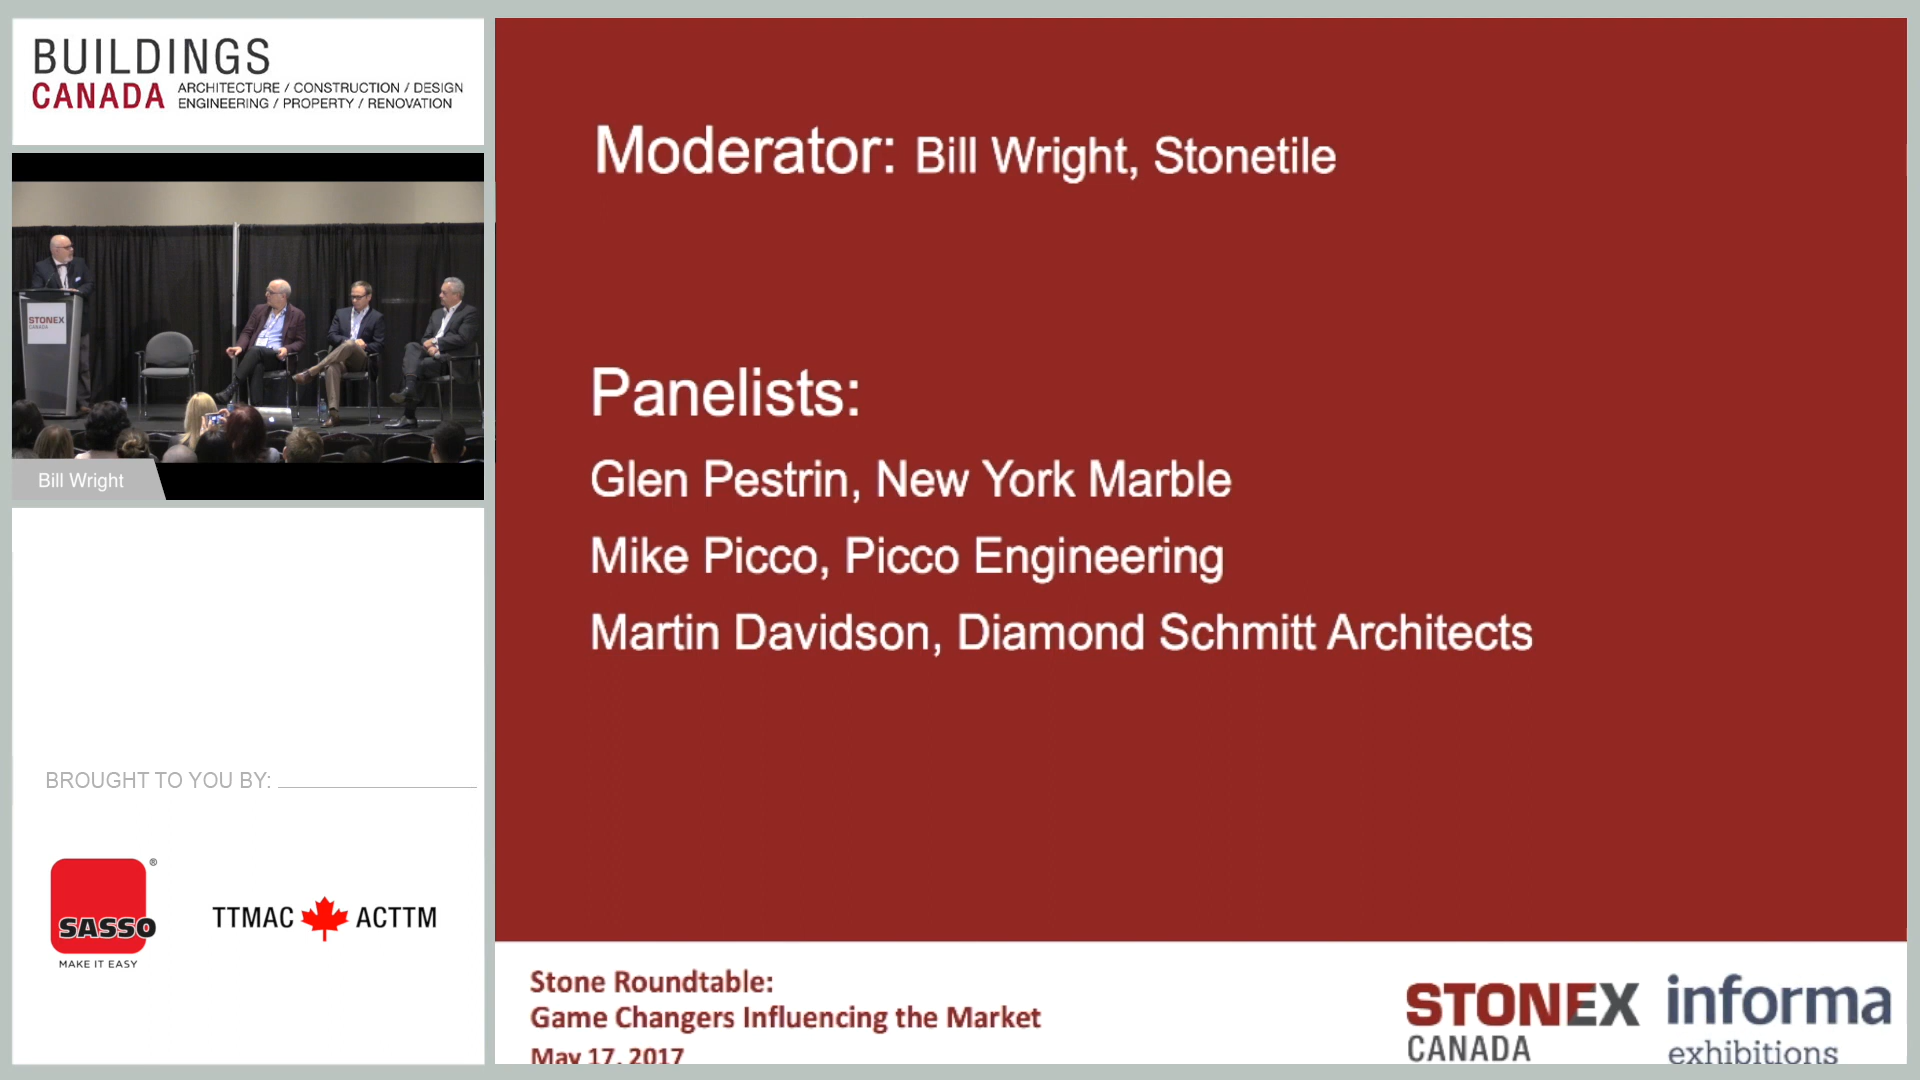 BUILDINGS
CANADA
ARCHITECTURE / CONSTRUCTION / DESIGN
ENGINEERING / PROPERTY / RENOVATION
STONEX
CANADA
Bill Wright
BROUGHT TO YOU BY:
SASSO®
MAKE IT EASY
TTMAC ACTTM
Moderator: Bill Wright, Stonetile
Panelists:
Glen Pestrin, New York Marble
Mike Picco, Picco Engineering
Martin Davidson, Diamond Schmitt Architects
Stone Roundtable:
Game Changers Influencing the Market
May 17, 2017
STONEX
CANADA
informa
exhibitions